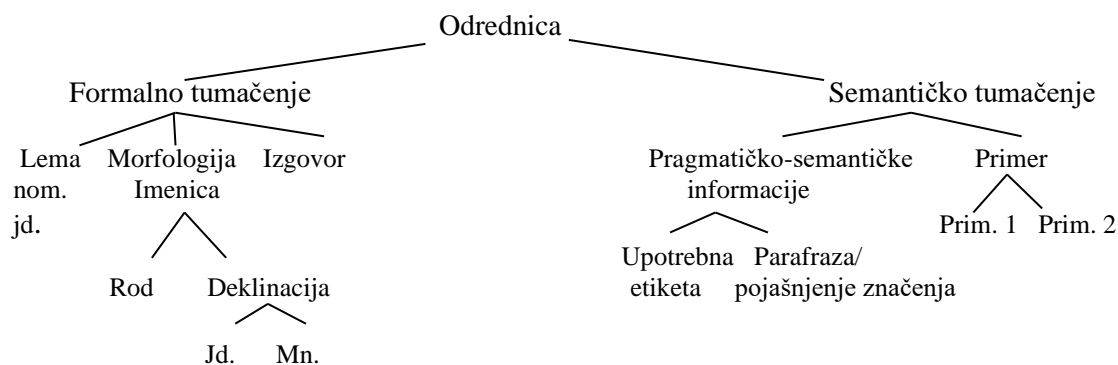 Odrednica
Formalno tumačenje Semantičko tumačenje
Lema Morfologija Izgovor Pragmatičko-semantičke Primer
nom. Imenica informacije
jd. Prim. 1 Prim. 2
Upotrebna Parafraza/
Rod Deklinacija etiketa pojašnjenje značenja
Jd. Mn.